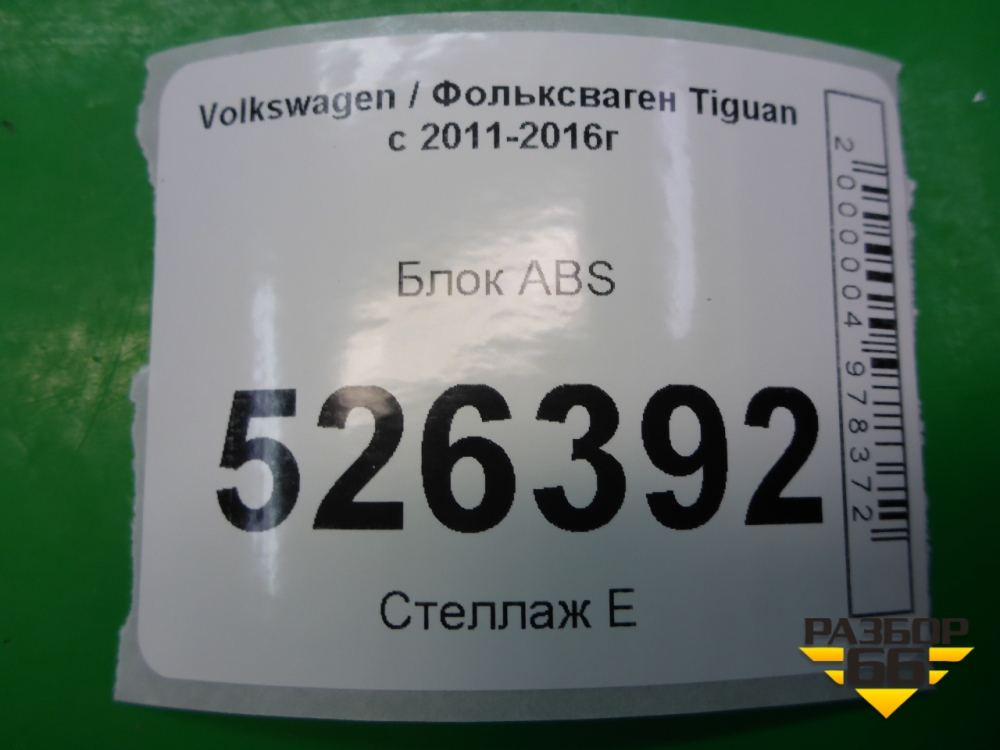 Volkswagen / Фольксваген Tiguan
с 2011-2016г
Блок ABS
526392
Стеллаж Е
2000004978372
РАЗБОР
66